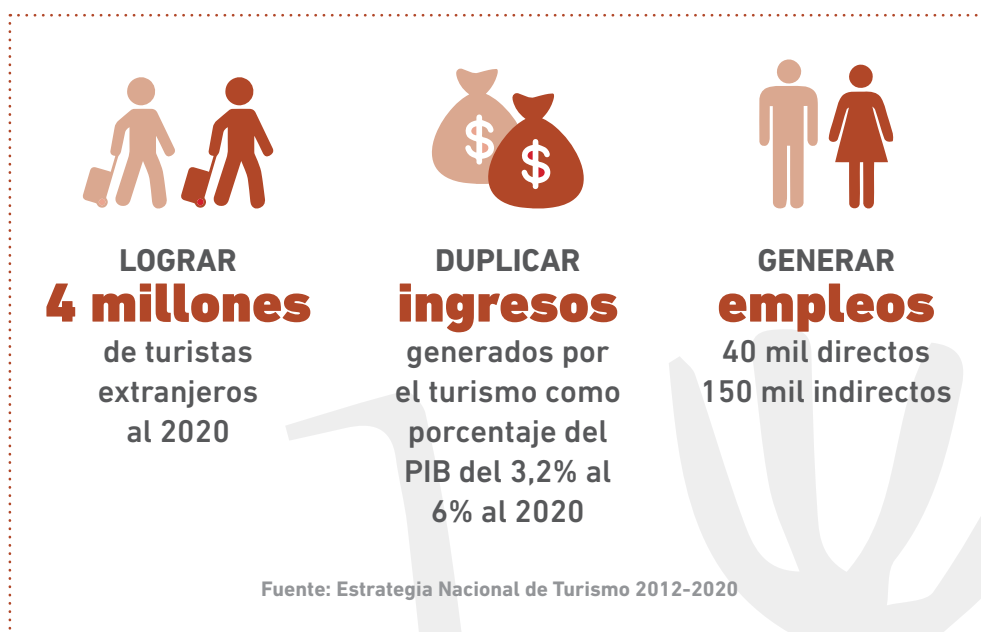 LOGRAR
4 millones
de turistas
extranjeros
al 2020
DUPLICAR
ingresos
generados por
el turismo como
porcentaje del
PIB del 3,2% al
6% al 2020
GENERAR
empleos
40 mil directos
150 mil indirectos
Fuente: Estrategia Nacional de Turismo 2012-2020